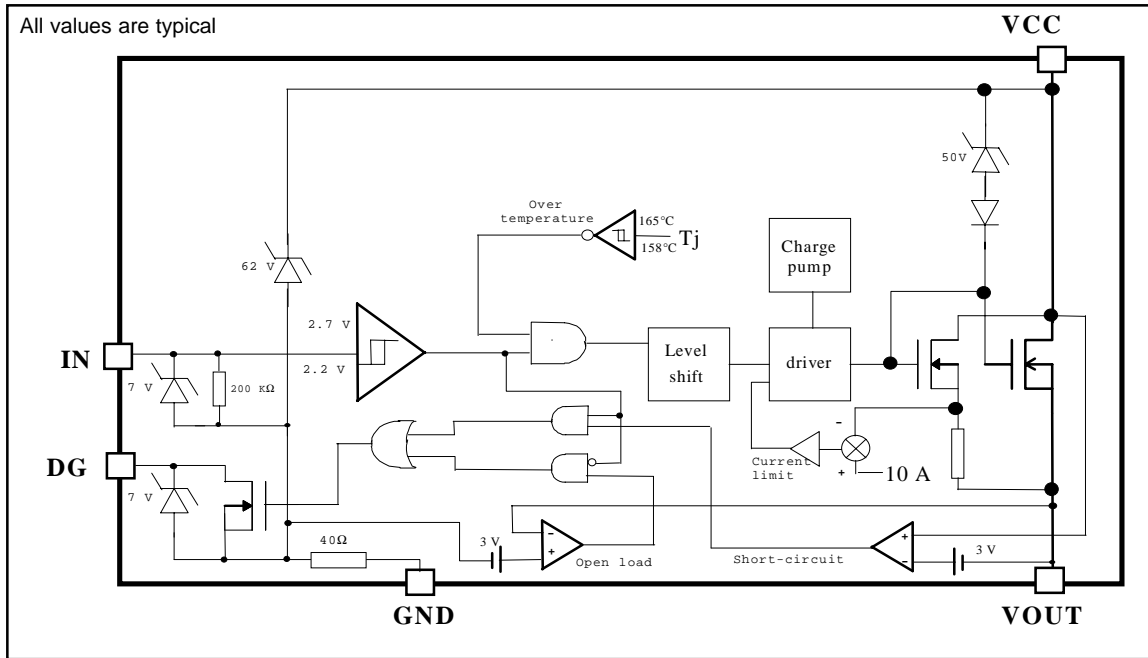 All values are typical
VCC
50V
Over
temperature
165°C
158°C
Tj
Charge
pump
62 V
2.7 V
2.2 V
IN
7 V
200 KΩ
Level
shift
driver
-
+
Current
limit
10 A
DG
7 V
40Ω
3 V
-
+
Open load
Short-circuit
+
-
3 V
GND
VOUT